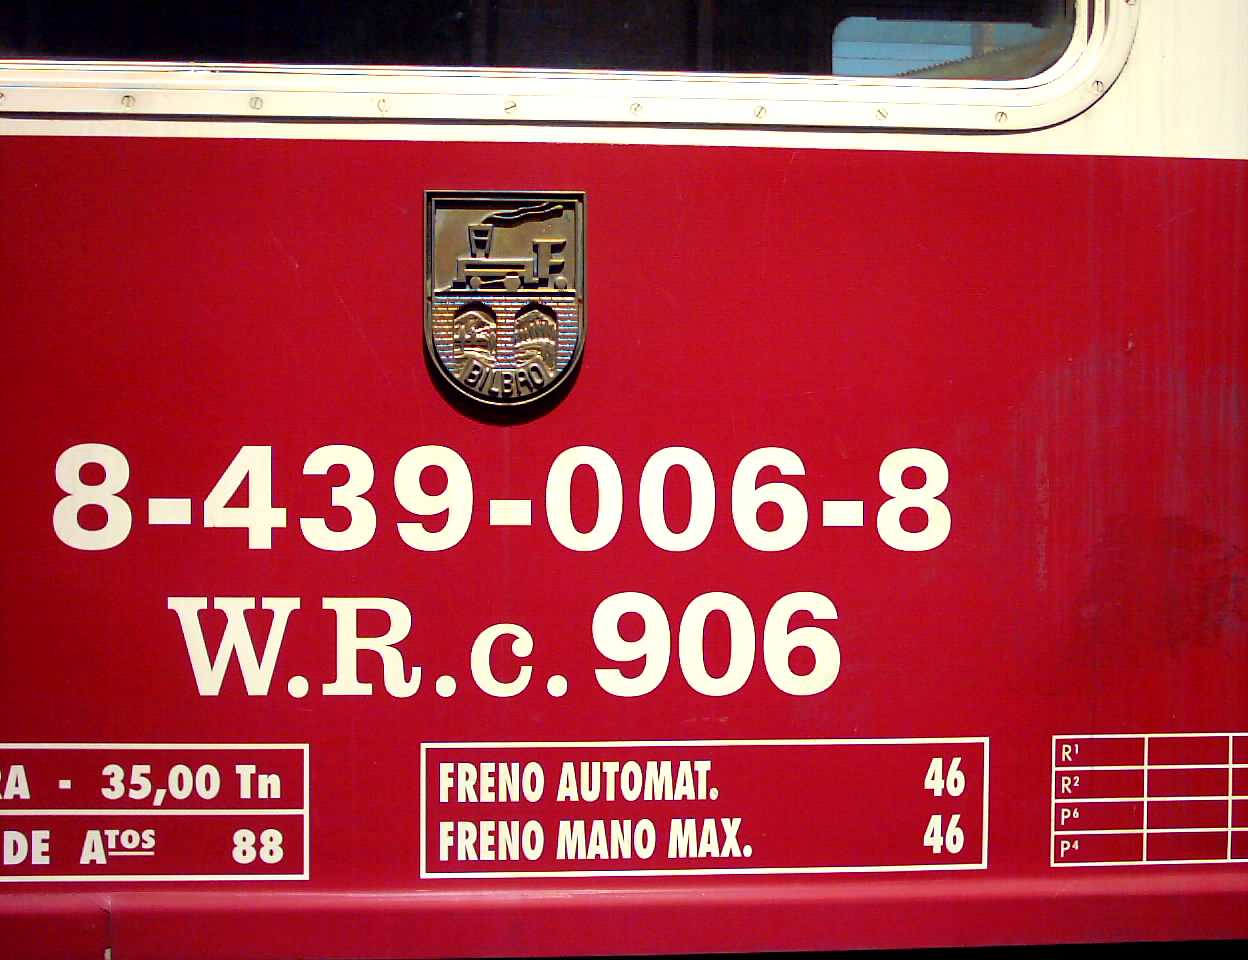 F.
BILBAO
8-439-006-8
W.R.c. 906
RA - 35,00 Tn
DE ATOS 88
FRENO AUTOMAT. 46
FRENO MANO MAX. 46
R¹
R²
P⁶
P⁴